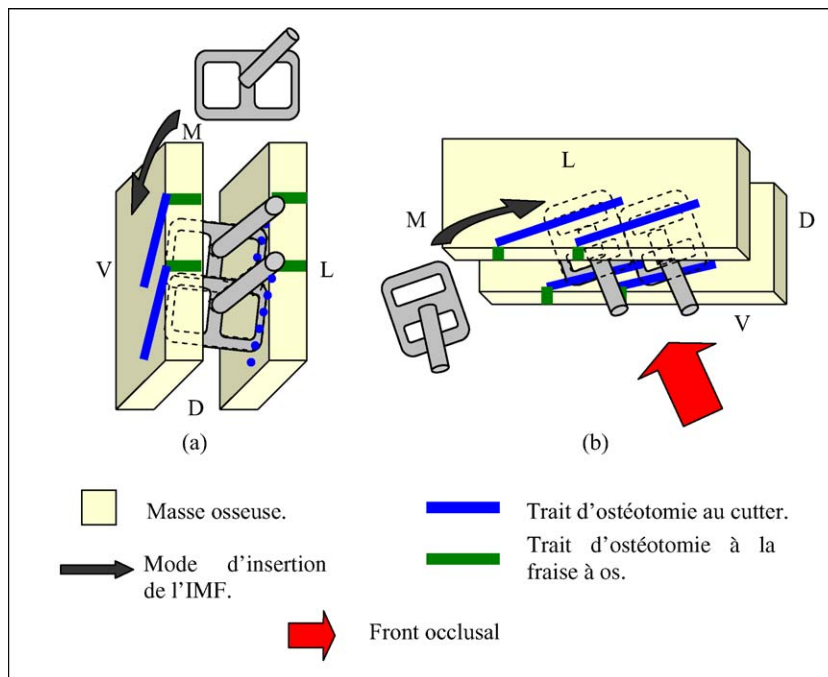 M
V
L
D
(a)
L
M
D
V
(b)
Masse osseuse.
Mode d'insertion
de l'IMF.
Trait d'ostéotomie au cutter.
Trait d'ostéotomie à la
fraise à os.
Front occlusal